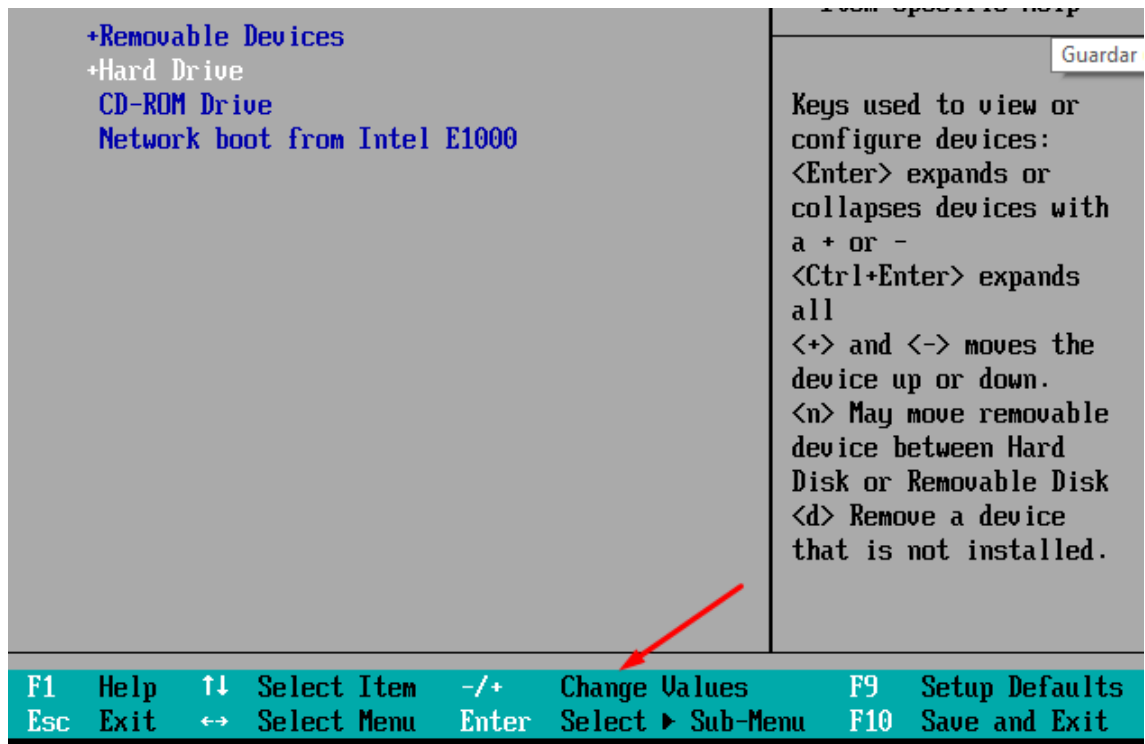 Item Specific Help
+Removable Devices
+Hard Drive
CD-ROM Drive
Network boot from Intel E1000
Guardar
Keys used to view or
configure devices:
<Enter> expands or
collapses devices with
a + or -
<Ctrl+Enter> expands
all
<+> and <-> moves the
device up or down.
<n> May move removable
device between Hard
Disk or Removable Disk
<d> Remove a device
that is not installed.
F1 Help ↑↓ Select Item -/+ Change Values F9 Setup Defaults
Esc Exit ↔ Select Menu Enter Select ▶ Sub-Menu F10 Save and Exit